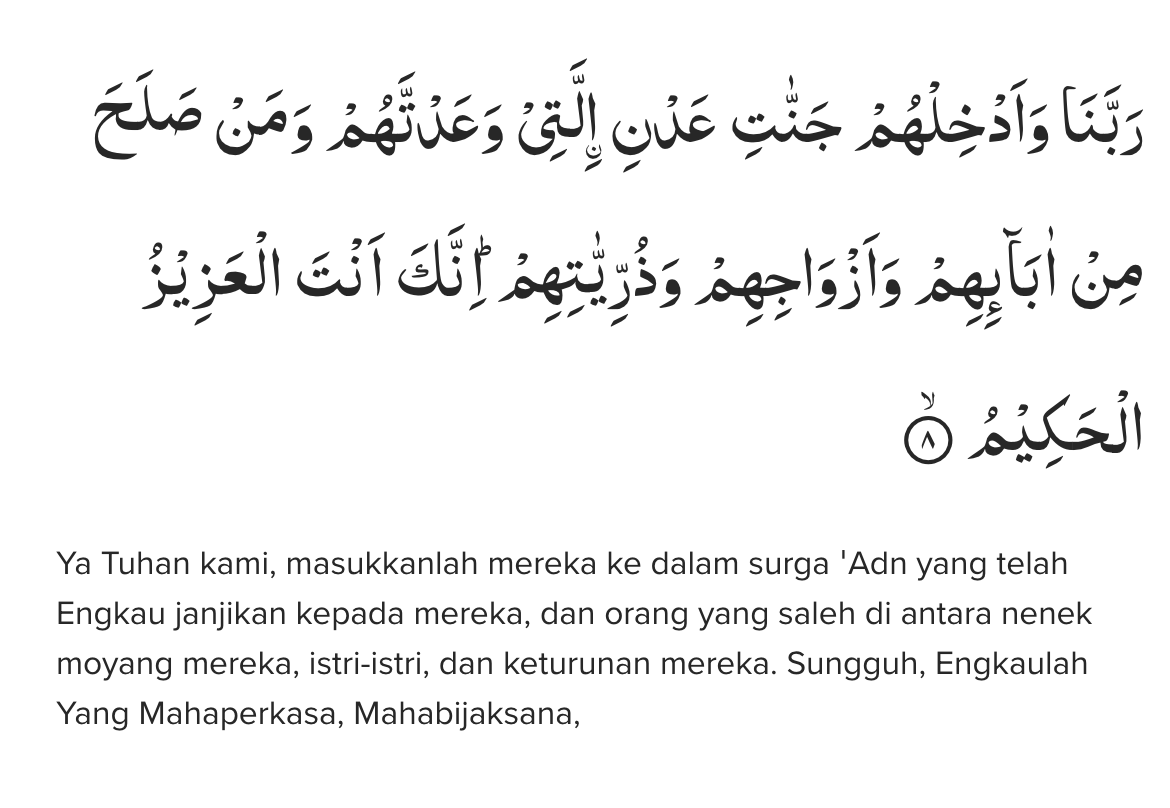 رَبَّنَا وَاَدْخِلْهُمْ جَنّٰتِ عَدْنِ ࣙالَّتِيْ وَعَدْتَّهُمْ وَمَنْ صَلَحَ
مِنْ اٰبَاۤىِٕهِمْ وَاَزْوَاجِهِمْ وَذُرِّيّٰتِهِمْ ۗاِنَّكَ اَنْتَ الْعَزِيْزُ
الْحَكِيْمُ ۙ ٨
Ya Tuhan kami, masukkanlah mereka ke dalam surga 'Adn yang telah
Engkau janjikan kepada mereka, dan orang yang saleh di antara nenek
moyang mereka, istri-istri, dan keturunan mereka. Sungguh, Engkaulah
Yang Mahaperkasa, Mahabijaksana,